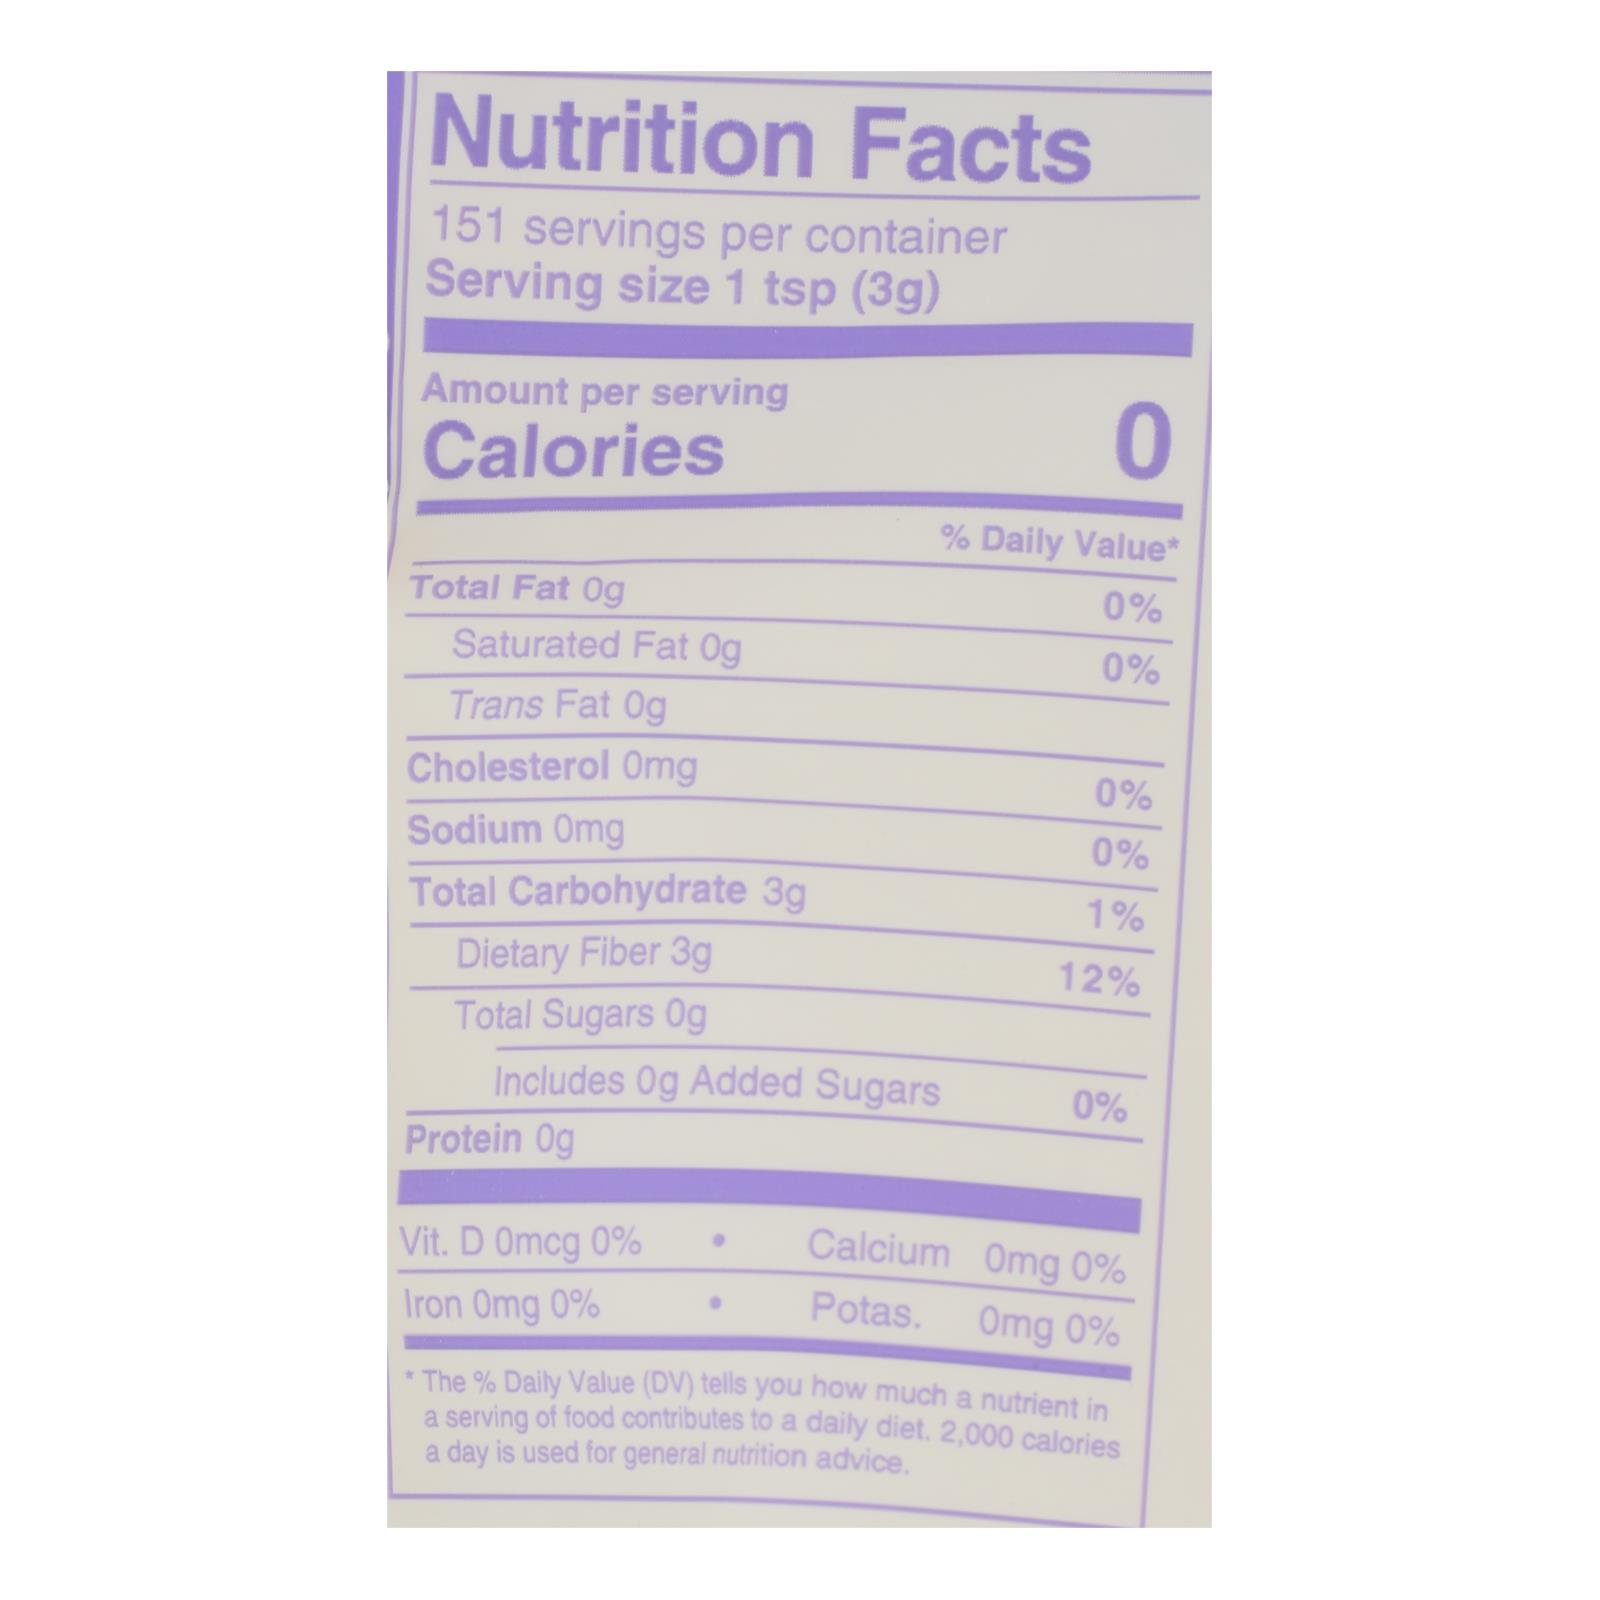 Nutrition Facts
151 servings per container
Serving size 1 tsp (3g)
Amount per serving
Calories 0
% Daily Value*
Total Fat 0g 0%
Saturated Fat 0g 0%
Trans Fat 0g
Cholesterol 0mg 0%
Sodium 0mg 0%
Total Carbohydrate 3g 1%
Dietary Fiber 3g 12%
Total Sugars 0g
Includes 0g Added Sugars 0%
Protein 0g
Vit. D 0mcg 0% • Calcium 0mg 0%
Iron 0mg 0% • Potas. 0mg 0%
* The % Daily Value (DV) tells you how much a nutrient in
a serving of food contributes to a daily diet. 2,000 calories
a day is used for general nutrition advice.